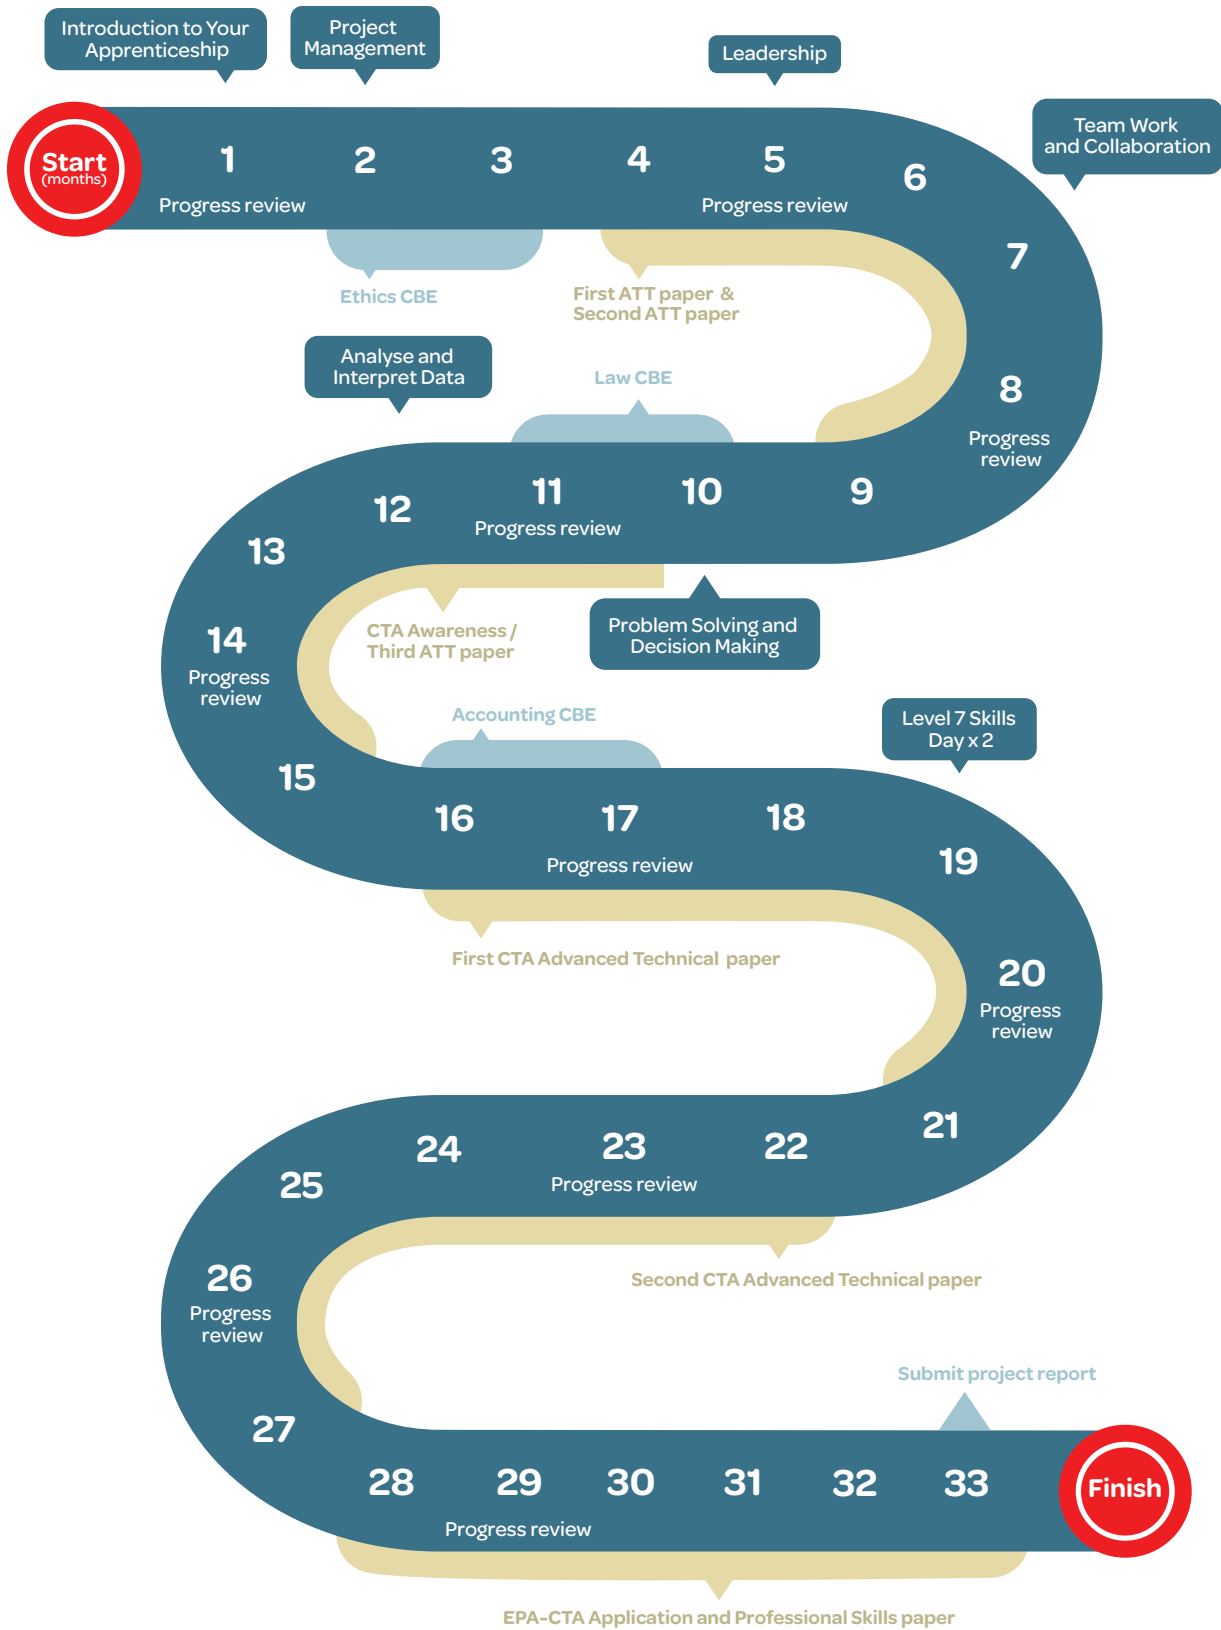 Introduction to Your
Apprenticeship
Project
Management
Leadership
Team Work
and Collaboration
Start
(months)
1
2
3
4
5
6
Progress review
Progress review
7
Ethics CBE
First ATT paper &
Second ATT paper
8
Progress
review
Analyse and
Interpret Data
Law CBE
9
10
11
Progress review
12
13
CTA Awareness /
Third ATT paper
Problem Solving and
Decision Making
14
Progress
review
Accounting CBE
Level 7 Skills
Day x 2
15
16
17
Progress review
18
19
First CTA Advanced Technical paper
20
Progress
review
21
22
23
Progress review
24
25
Second CTA Advanced Technical paper
26
Progress
review
27
Submit project report
28
29
Progress review
30
31
32
33
Finish
EPA-CTA Application and Professional Skills paper